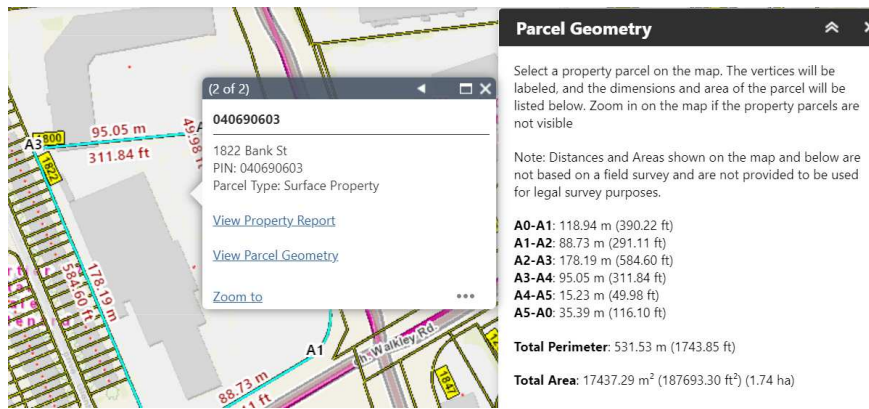 1800
95.05 m
49.98 ft
A3
311.84 ft
1822
584.60 ft
178.19 m
A1
88.73 m
Walkley Rd.
1847
(2 of 2)
040690603
1822 Bank St
PIN: 040690603
Parcel Type: Surface Property
View Property Report
View Parcel Geometry
Zoom to
Parcel Geometry
Select a property parcel on the map. The vertices will be
labeled, and the dimensions and area of the parcel will be
listed below. Zoom in on the map if the property parcels are
not visible
Note: Distances and Areas shown on the map and below are
not based on a field survey and are not provided to be used
for legal survey purposes.
A0-A1: 118.94 m (390.22 ft)
A1-A2: 88.73 m (291.11 ft)
A2-A3: 178.19 m (584.60 ft)
A3-A4: 95.05 m (311.84 ft)
A4-A5: 15.23 m (49.98 ft)
A5-A0: 35.39 m (116.10 ft)
Total Perimeter: 531.53 m (1743.85 ft)
Total Area: 17437.29 m² (187693.30 ft²) (1.74 ha)